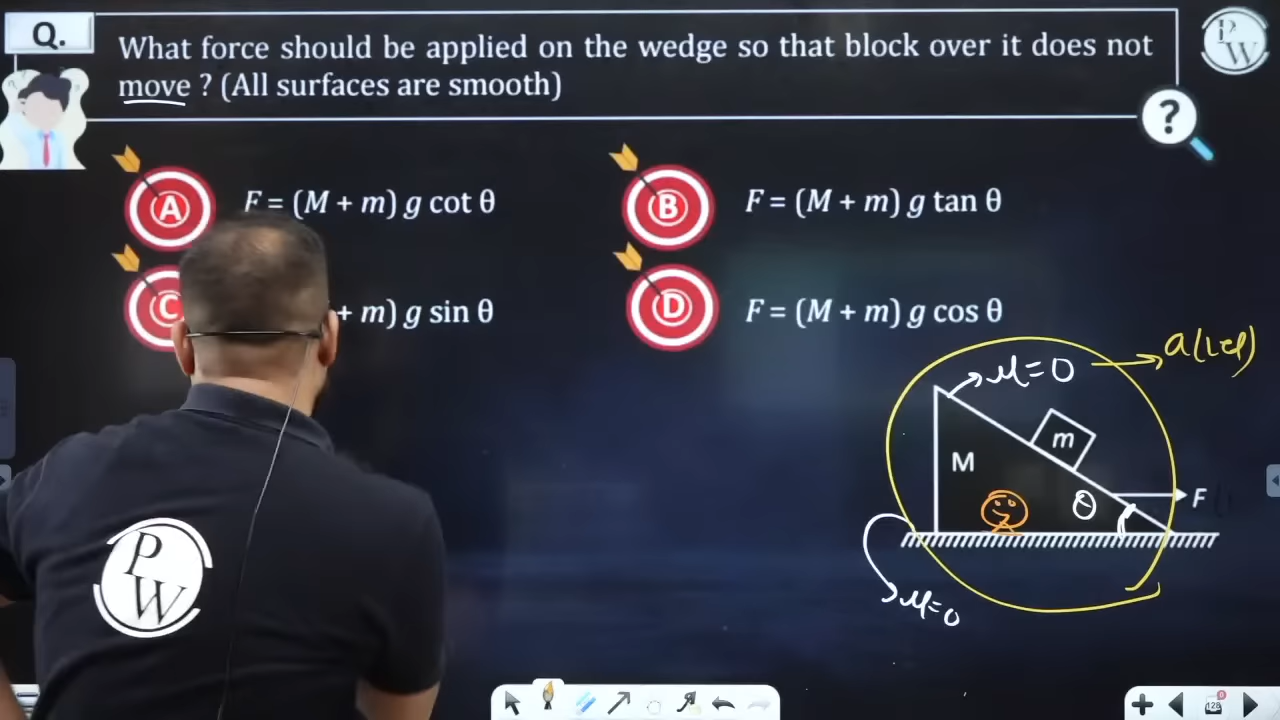 Q.
What force should be applied on the wedge so that block over it does not
move ? (All surfaces are smooth)
P
W
?
A
F = (M + m) g cot θ
B
F = (M + m) g tan θ
C
+ m) g sin θ
D
F = (M + m) g cos θ
μ = 0
m
M
θ
F
μ=0
P
W
128